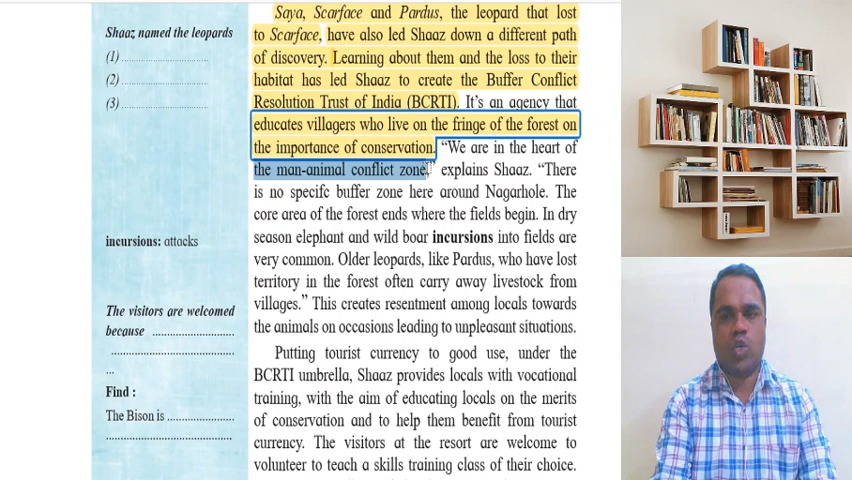 Shaaz named the leopards
(1) ..............................
(2) ..............................
(3) ..............................
incursions: attacks
The visitors are welcomed
because ............................
..........................................
...
Find :
The Bison is .......................
..........................................
Saya, Scarface and Pardus, the leopard that lost
to Scarface, have also led Shaaz down a different path
of discovery. Learning about them and the loss to their
habitat has led Shaaz to create the Buffer Conflict
Resolution Trust of India (BCRTI). It's an agency that
educates villagers who live on the fringe of the forest on
the importance of conservation. "We are in the heart of
the man-animal conflict zone," explains Shaaz. "There
is no specifc buffer zone here around Nagarhole. The
core area of the forest ends where the fields begin. In dry
season elephant and wild boar incursions into fields are
very common. Older leopards, like Pardus, who have lost
territory in the forest often carry away livestock from
villages." This creates resentment among locals towards
the animals on occasions leading to unpleasant situations.
Putting tourist currency to good use, under the
BCRTI umbrella, Shaaz provides locals with vocational
training, with the aim of educating locals on the merits
of conservation and to help them benefit from tourist
currency. The visitors at the resort are welcome to
volunteer to teach a skills training class of their choice.